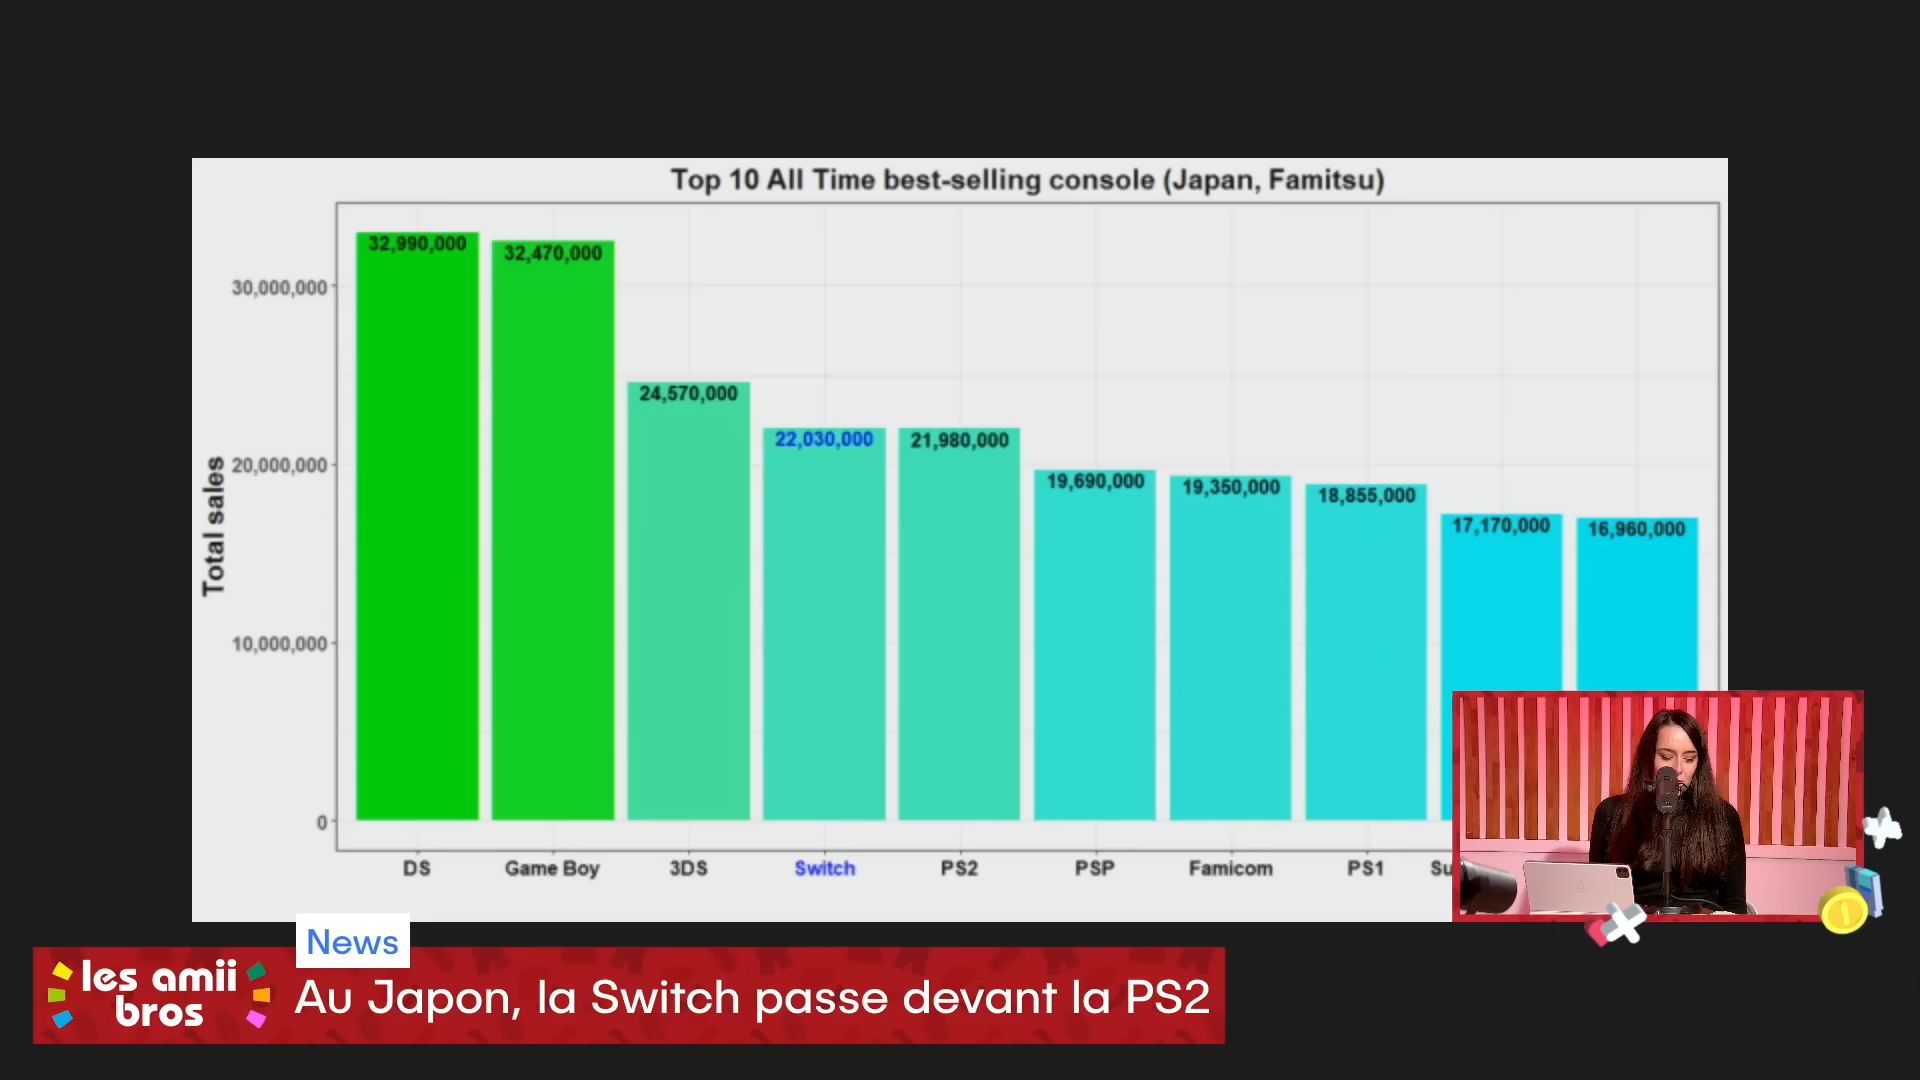 Top 10 All Time best-selling console (Japan, Famitsu)
32,990,000
32,470,000
24,570,000
22,030,000
21,980,000
19,690,000
19,350,000
18,855,000
17,170,000
16,960,000
Total sales
30,000,000
20,000,000
10,000,000
0
DS
Game Boy
3DS
Switch
PS2
PSP
Famicom
PS1
Su
News
les amii
bros
Au Japon, la Switch passe devant la PS2